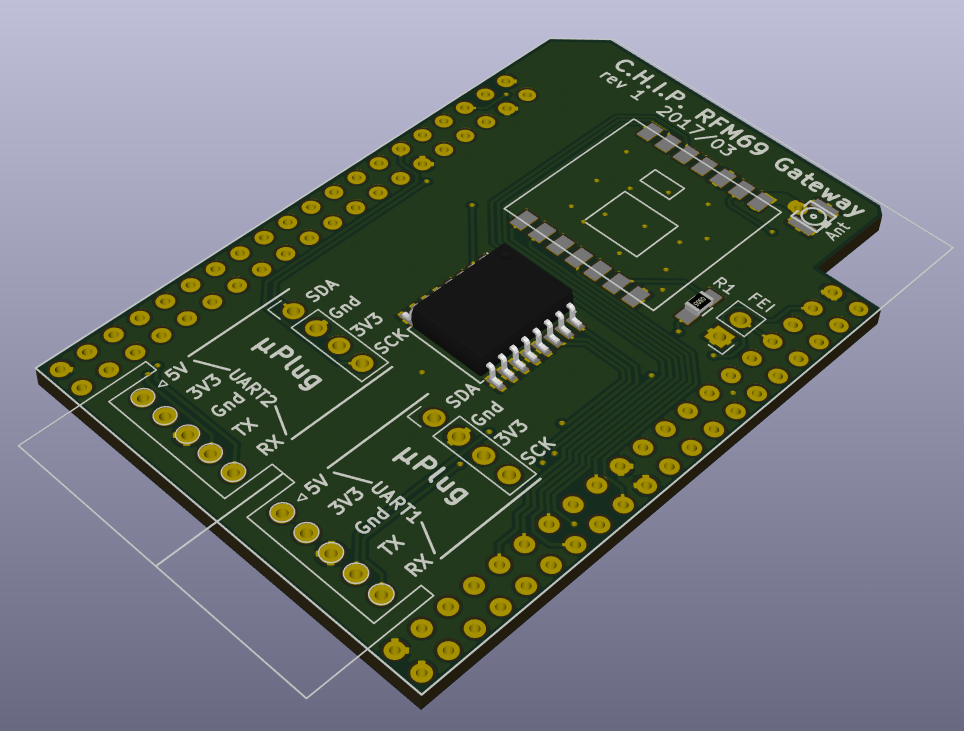 C.H.I.P. RFM69 Gateway
rev 1 2017/03
Ant
R1
FEI
SDA
Gnd
3V3
SCK
µPlug
5V
3V3
Gnd
TX
RX
UART2
SDA
Gnd
3V3
SCK
µPlug
5V
3V3
Gnd
TX
RX
UART1